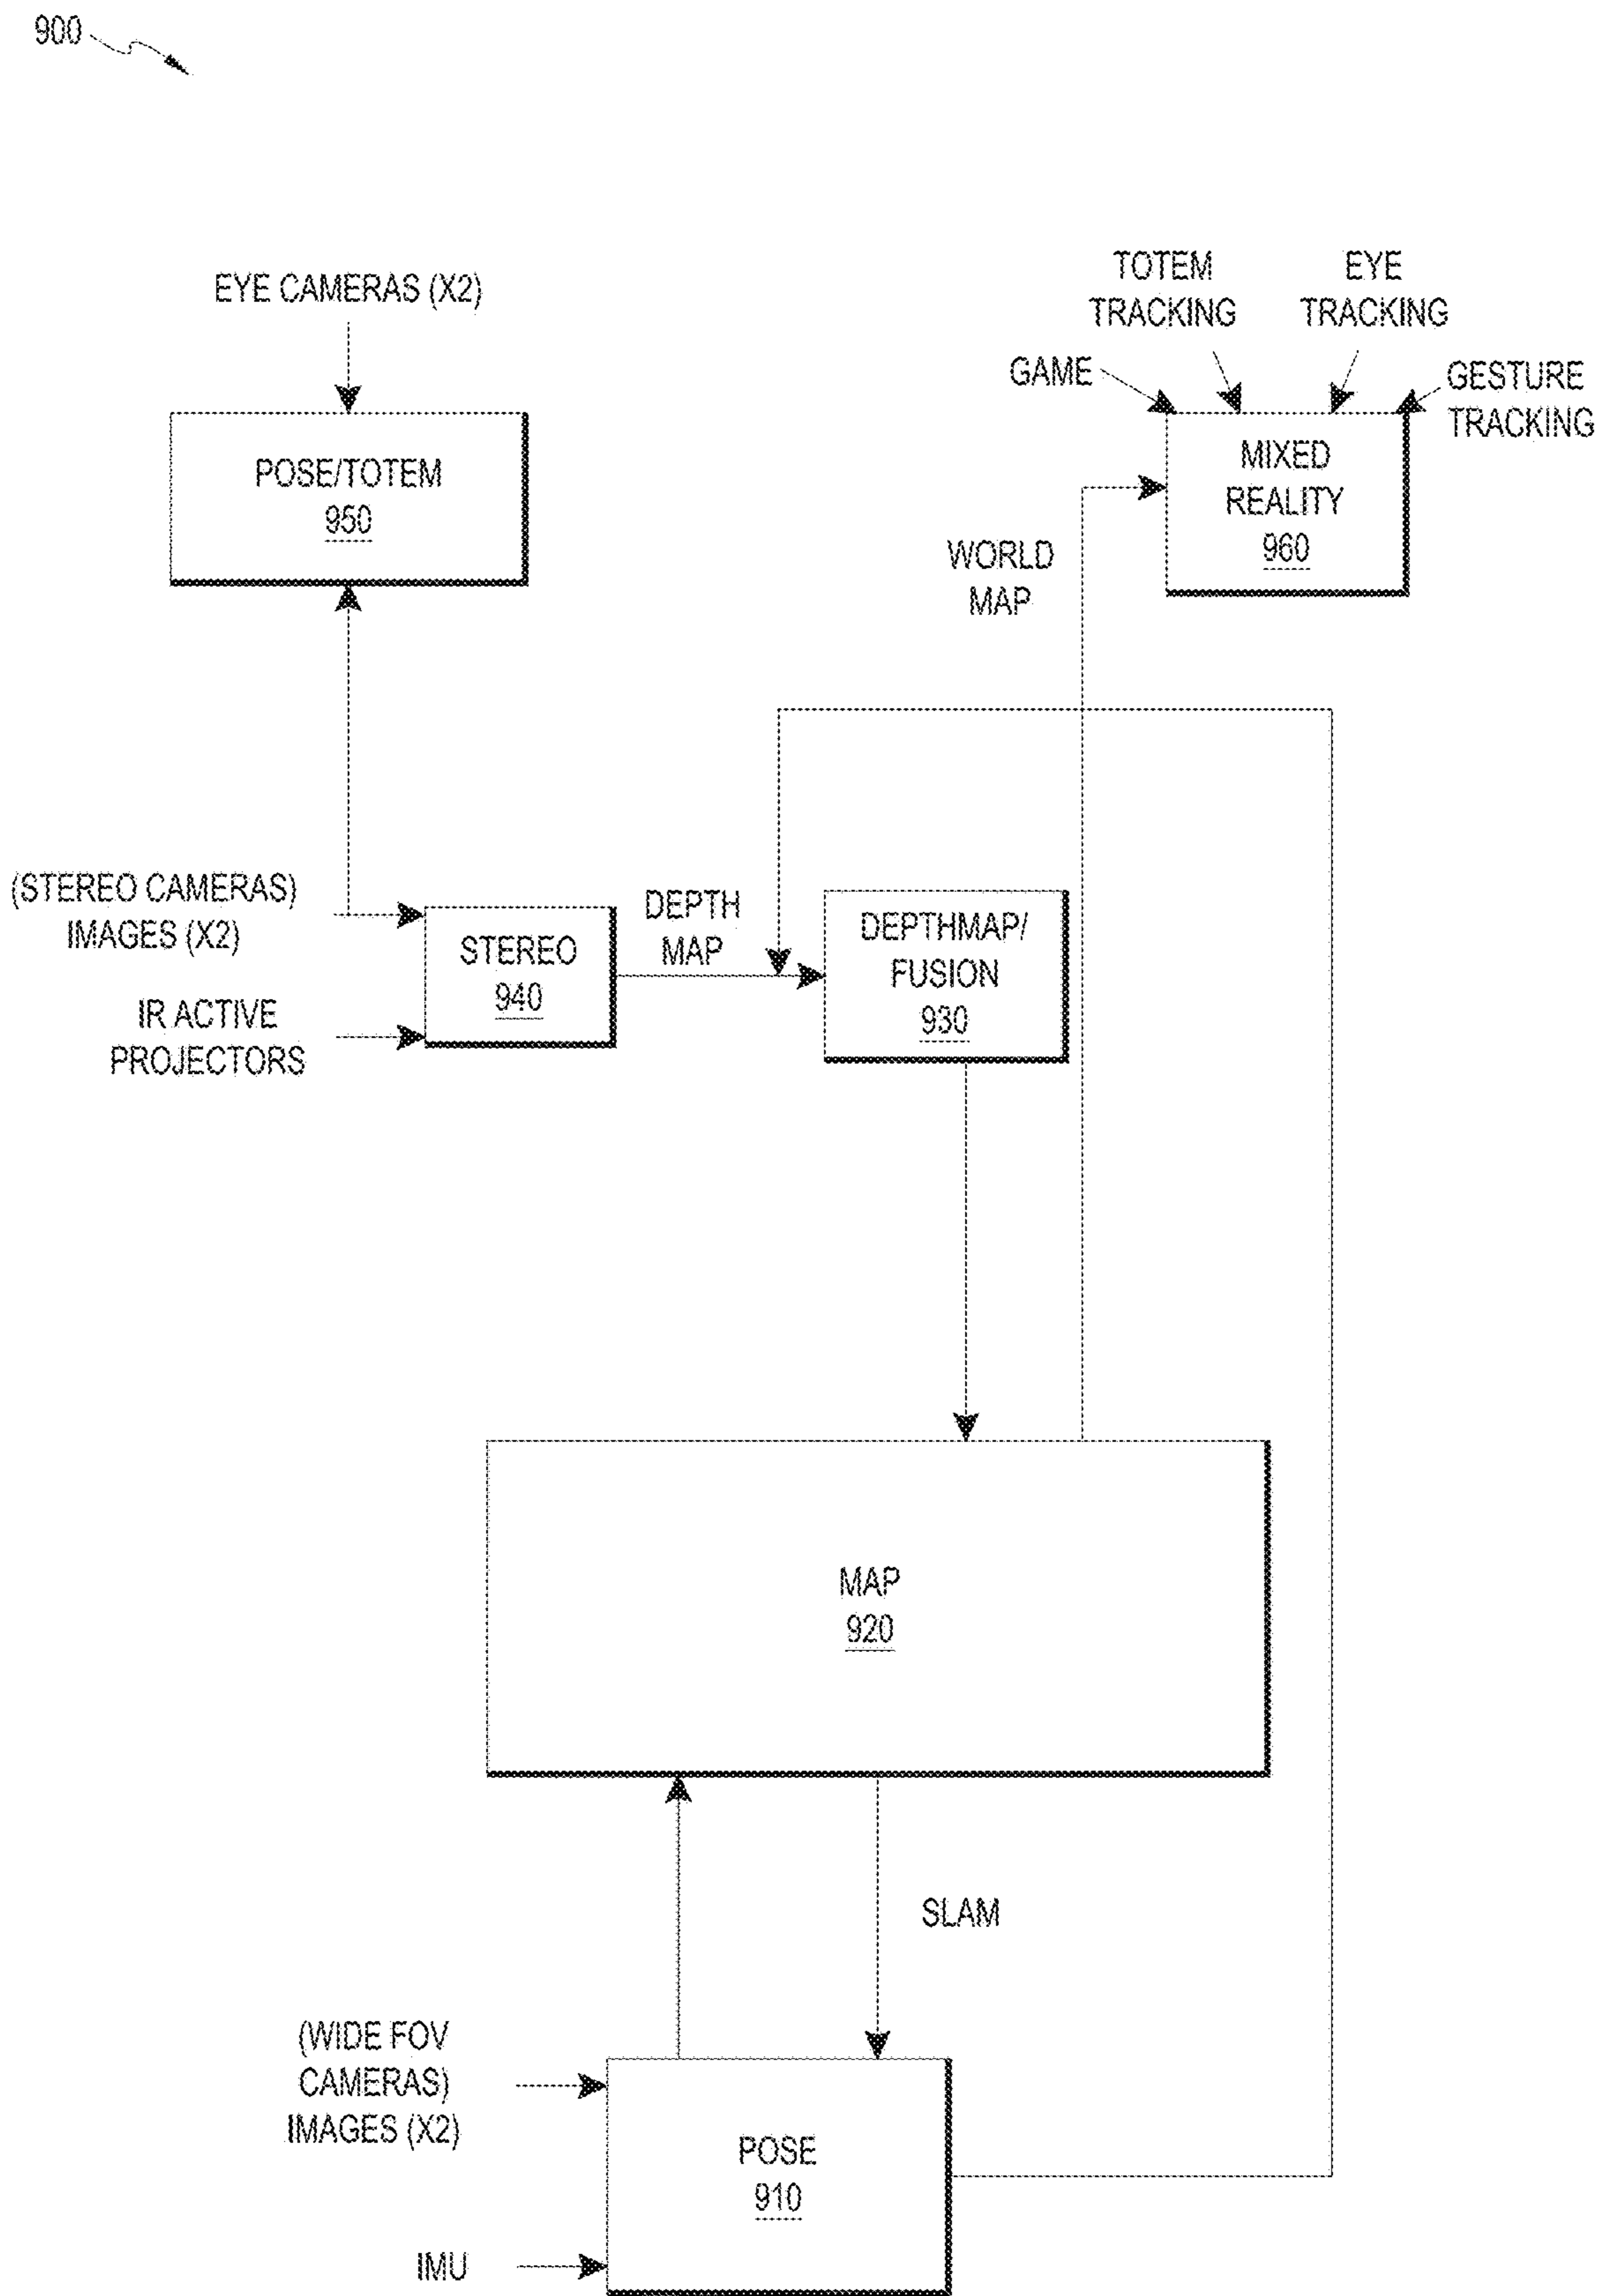 900
EYE CAMERAS (X2)
POSE/TOTEM
950
TOTEM
TRACKING
EYE
TRACKING
GAME
GESTURE
TRACKING
MIXED
REALITY
960
WORLD
MAP
(STEREO CAMERAS)
IMAGES (X2)
IR ACTIVE
PROJECTORS
STEREO
940
DEPTH
MAP
DEPTHMAP/
FUSION
930
MAP
920
SLAM
(WIDE FOV
CAMERAS)
IMAGES (X2)
POSE
910
IMU